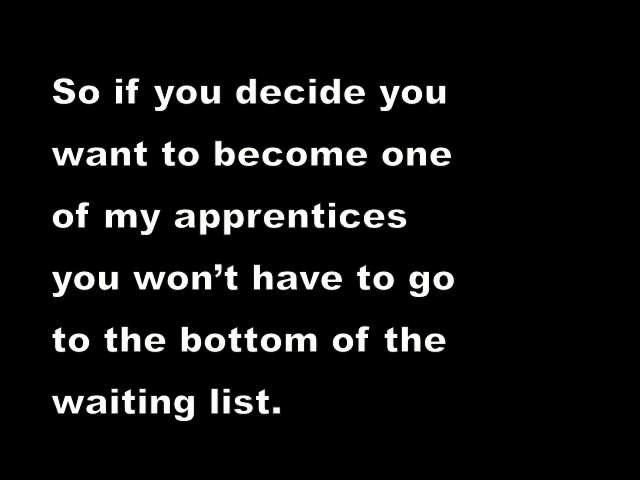 So if you decide you
want to become one
of my apprentices
you won’t have to go
to the bottom of the
waiting list.